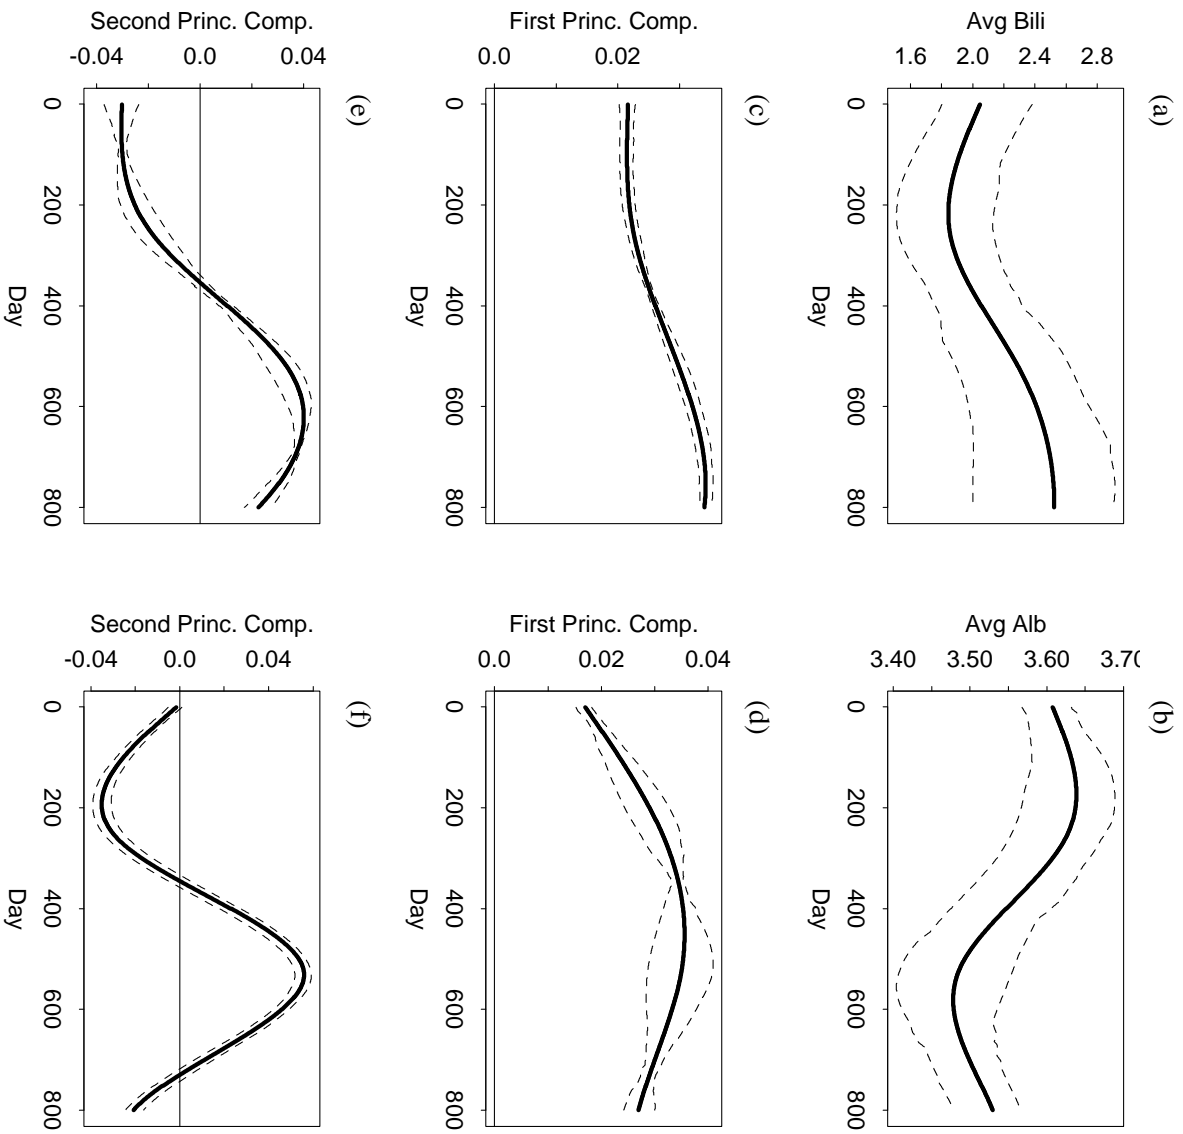 (a)
Avg Bili
1.6 2.0 2.4 2.8
0 200 400 600 800
Day
(b)
Avg Alb
3.40 3.50 3.60 3.70
0 200 400 600 800
Day
(c)
First Princ. Comp.
0.0 0.02
0 200 400 600 800
Day
(d)
First Princ. Comp.
0.0 0.02 0.04
0 200 400 600 800
Day
(e)
Second Princ. Comp.
-0.04 0.0 0.04
0 200 400 600 800
Day
(f)
Second Princ. Comp.
-0.04 0.0 0.04
0 200 400 600 800
Day